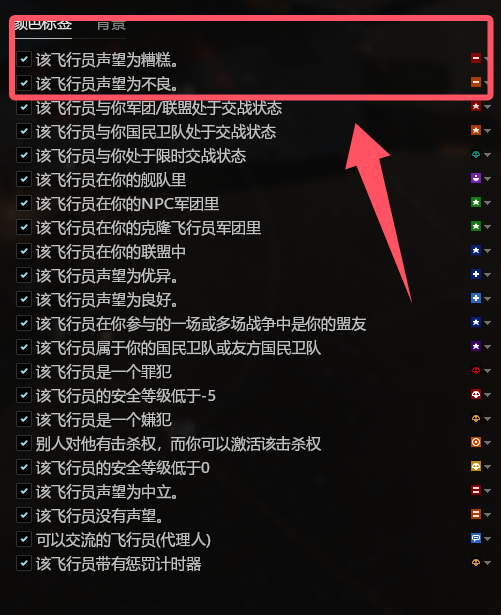 颜色标签 背景
该飞行员声望为糟糕。
该飞行员声望为不良。
该飞行员与你军团/联盟处于交战状态
该飞行员与你国民卫队处于交战状态
该飞行员与你处于限时交战状态
该飞行员在你的舰队里
该飞行员在你的NPC军团里
该飞行员在你的克隆飞行员军团里
该飞行员在你的联盟中
该飞行员声望为优异。
该飞行员声望为良好。
该飞行员在你参与的一场或多场战争中是你的盟友
该飞行员属于你的国民卫队或友方国民卫队
该飞行员是一个罪犯
该飞行员的安全等级低于-5
该飞行员是一个嫌犯
别人对他有击杀权，而你可以激活该击杀权
该飞行员的安全等级低于0
该飞行员声望为中立。
该飞行员没有声望。
可以交流的飞行员(代理人)
该飞行员带有惩罚计时器